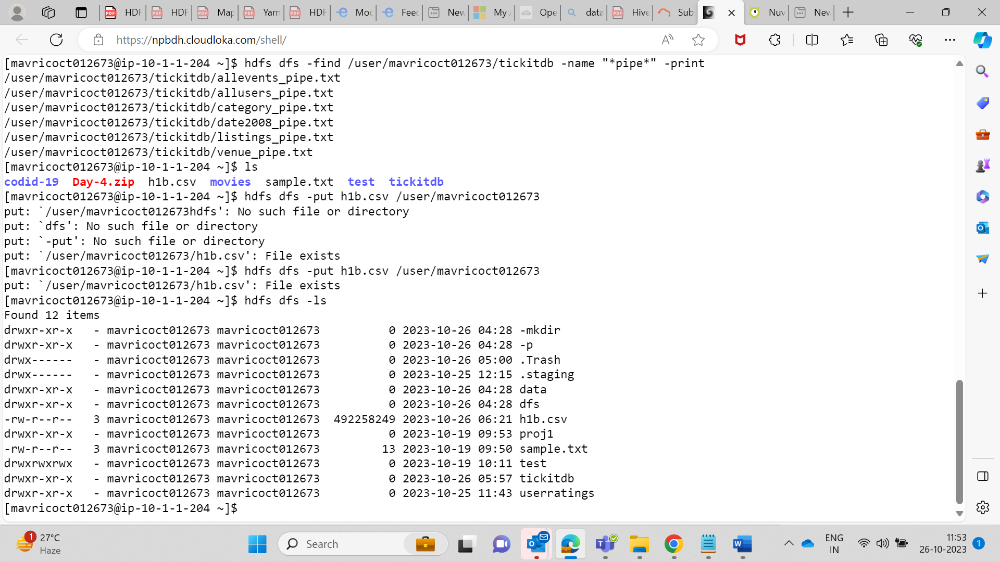 HDF
HDF
Map
Yarn
HDF
Moc
Feec
New
My
Ope
data
Hive
Sub
Nuv
New
https://npbdh.cloudloka.com/shell/
[mavricoct012673@ip-10-1-1-204 ~]$ hdfs dfs -find /user/mavricoct012673/tickitdb -name "*pipe*" -print
/user/mavricoct012673/tickitdb/allevents_pipe.txt
/user/mavricoct012673/tickitdb/allusers_pipe.txt
/user/mavricoct012673/tickitdb/category_pipe.txt
/user/mavricoct012673/tickitdb/date2008_pipe.txt
/user/mavricoct012673/tickitdb/listings_pipe.txt
/user/mavricoct012673/tickitdb/venue_pipe.txt
[mavricoct012673@ip-10-1-1-204 ~]$ ls
codid-19  Day-4.zip  h1b.csv  movies  sample.txt  test  tickitdb
[mavricoct012673@ip-10-1-1-204 ~]$ hdfs dfs -put h1b.csv /user/mavricoct012673
put: `/user/mavricoct012673hdfs': No such file or directory
put: `dfs': No such file or directory
put: `-put': No such file or directory
put: `/user/mavricoct012673/h1b.csv': File exists
[mavricoct012673@ip-10-1-1-204 ~]$ hdfs dfs -put h1b.csv /user/mavricoct012673
put: `/user/mavricoct012673/h1b.csv': File exists
[mavricoct012673@ip-10-1-1-204 ~]$ hdfs dfs -ls
Found 12 items
drwxr-xr-x   - mavricoct012673 mavricoct012673          0 2023-10-26 04:28 -mkdir
drwxr-xr-x   - mavricoct012673 mavricoct012673          0 2023-10-26 04:28 -p
drwx------   - mavricoct012673 mavricoct012673          0 2023-10-26 05:00 .Trash
drwx------   - mavricoct012673 mavricoct012673          0 2023-10-25 12:15 .staging
drwxr-xr-x   - mavricoct012673 mavricoct012673          0 2023-10-26 04:28 data
drwxr-xr-x   - mavricoct012673 mavricoct012673          0 2023-10-26 04:28 dfs
-rw-r--r--   3 mavricoct012673 mavricoct012673  492258249 2023-10-26 06:21 h1b.csv
drwxr-xr-x   - mavricoct012673 mavricoct012673          0 2023-10-19 09:53 proj1
-rw-r--r--   3 mavricoct012673 mavricoct012673         13 2023-10-19 09:50 sample.txt
drwxrwxrwx   - mavricoct012673 mavricoct012673          0 2023-10-19 10:11 test
drwxr-xr-x   - mavricoct012673 mavricoct012673          0 2023-10-26 05:57 tickitdb
drwxr-xr-x   - mavricoct012673 mavricoct012673          0 2023-10-25 11:43 userratings
[mavricoct012673@ip-10-1-1-204 ~]$
1
27°C
Haze
Search
ENG
IN
11:53
26-10-2023
1